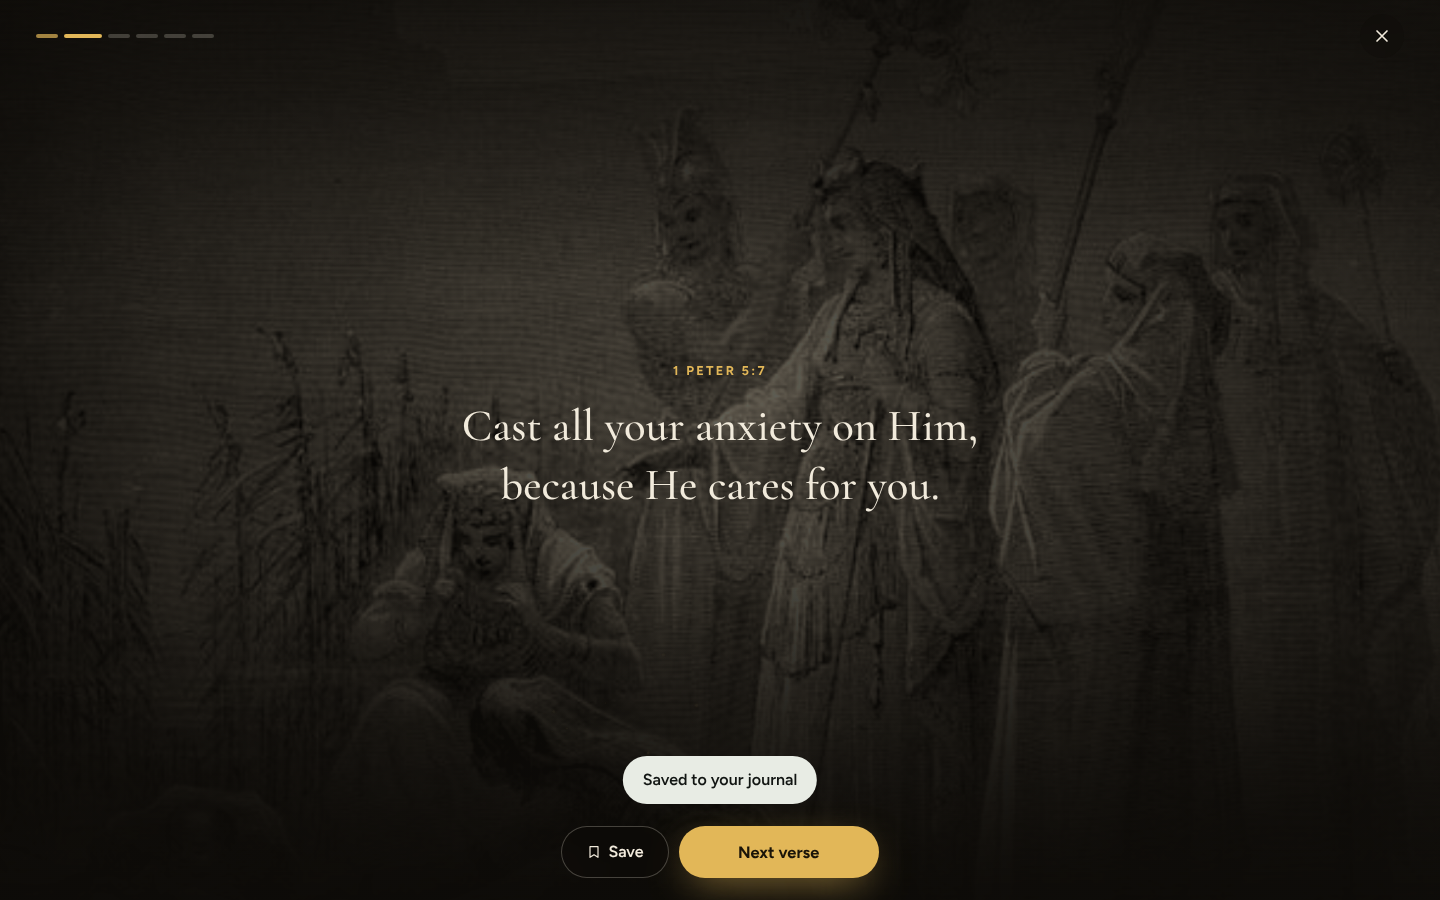 1 PETER 5:7
Cast all your anxiety on Him,
because He cares for you.
Saved to your journal
Save
Next verse